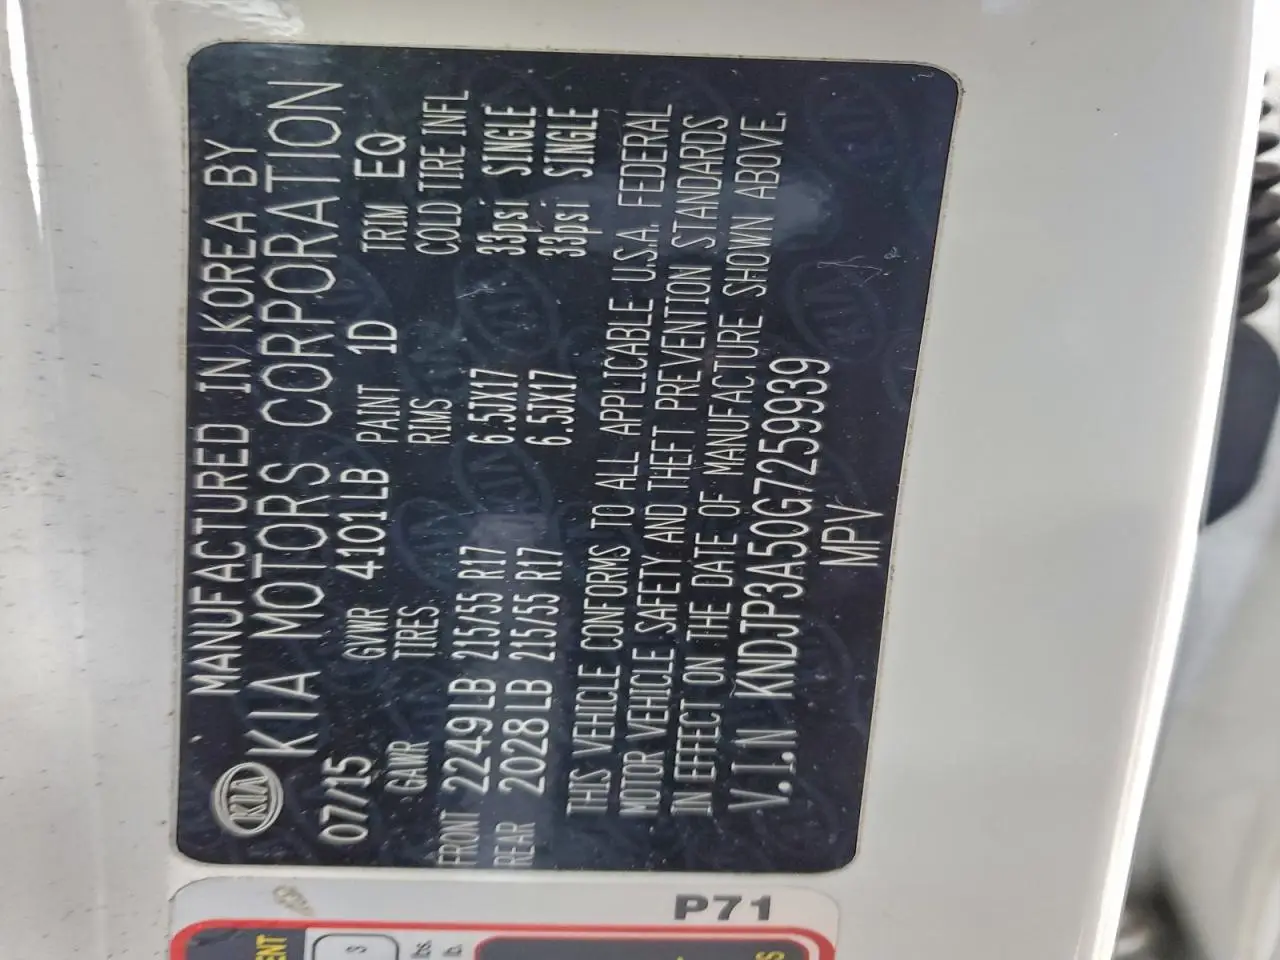 MANUFACTURED IN KOREA BY
KIA KIA MOTORS CORPORATION
07/15 GVWR 4101LB PAINT 1D TRIM EQ
GAWR TIRES RIMS COLD TIRE INFL
FRONT 2249LB 215/55 R17 6.5JX17 33psi SINGLE
REAR 2028LB 215/55 R17 6.5JX17 33psi SINGLE
THIS VEHICLE CONFORMS TO ALL APPLICABLE U.S.A. FEDERAL
MOTOR VEHICLE SAFETY AND THEFT PREVENTION STANDARDS
IN EFFECT ON THE DATE OF MANUFACTURE SHOWN ABOVE.
V.I.N KNDJP3A50G7259939
MPV
P71